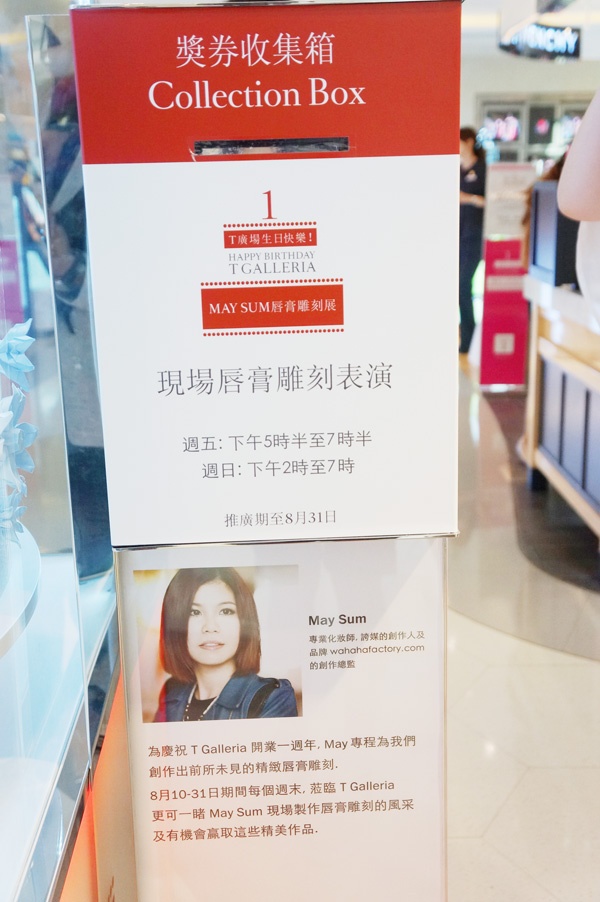 獎券收集箱
Collection Box
1
T廣場生日快樂！
HAPPY BIRTHDAY
T GALLERIA
MAY SUM唇膏雕刻展
現場唇膏雕刻表演
週五: 下午5時半至7時半
週日: 下午2時至7時
推廣期至8月31日
May Sum
專業化妝師, 誇媒的創作人及
品牌 wahahafactory.com
的創作總監
為慶祝 T Galleria 開業一週年, May 專程為我們
創作出前所未見的精緻唇膏雕刻.
8月10-31日期間每個週末, 蒞臨 T Galleria
更可一睹 May Sum 現場製作唇膏雕刻的風采
及有機會贏取這些精美作品.